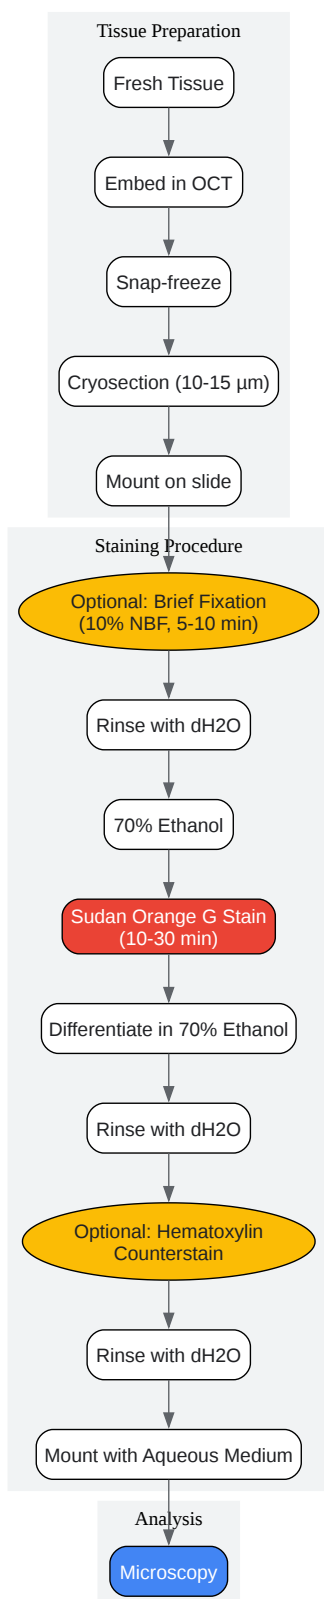 Tissue Preparation
Fresh Tissue
Embed in OCT
Snap-freeze
Cryosection (10-15 µm)
Mount on slide
Staining Procedure
Optional: Brief Fixation
(10% NBF, 5-10 min)
Rinse with dH2O
70% Ethanol
Sudan Orange G Stain
(10-30 min)
Differentiate in 70% Ethanol
Rinse with dH2O
Optional: Hematoxylin
Counterstain
Rinse with dH2O
Mount with Aqueous Medium
Analysis
Microscopy